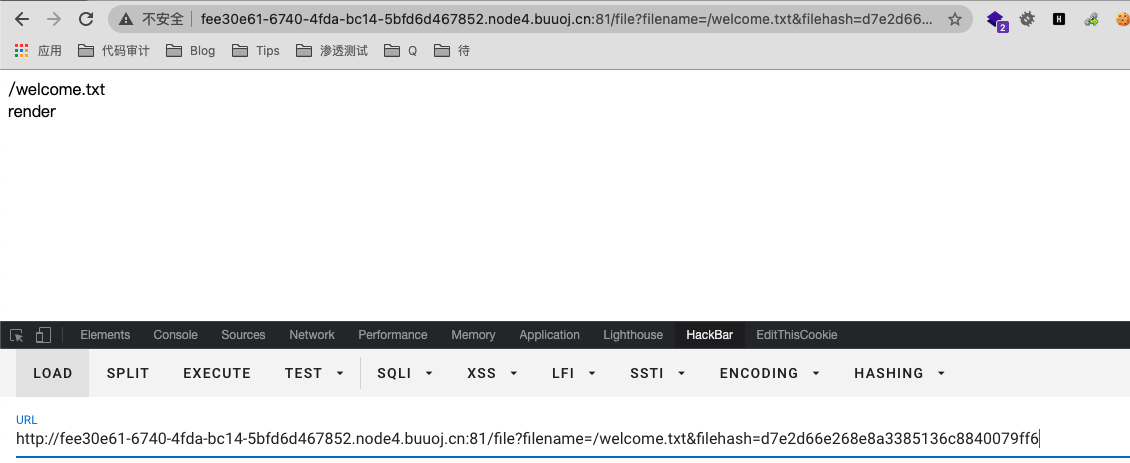 不安全 fee30e61-6740-4fda-bc14-5bfd6d467852.node4.buuoj.cn:81/file?filename=/welcome.txt&filehash=d7e2d66...
2 H
应用 代码审计 Blog Tips 渗透测试 Q 待
/welcome.txt
render
Elements Console Sources Network Performance Memory Application Lighthouse HackBar EditThisCookie
LOAD SPLIT EXECUTE TEST SQLI XSS LFI SSTI ENCODING HASHING
URL
http://fee30e61-6740-4fda-bc14-5bfd6d467852.node4.buuoj.cn:81/file?filename=/welcome.txt&filehash=d7e2d66e268e8a3385136c8840079ff6